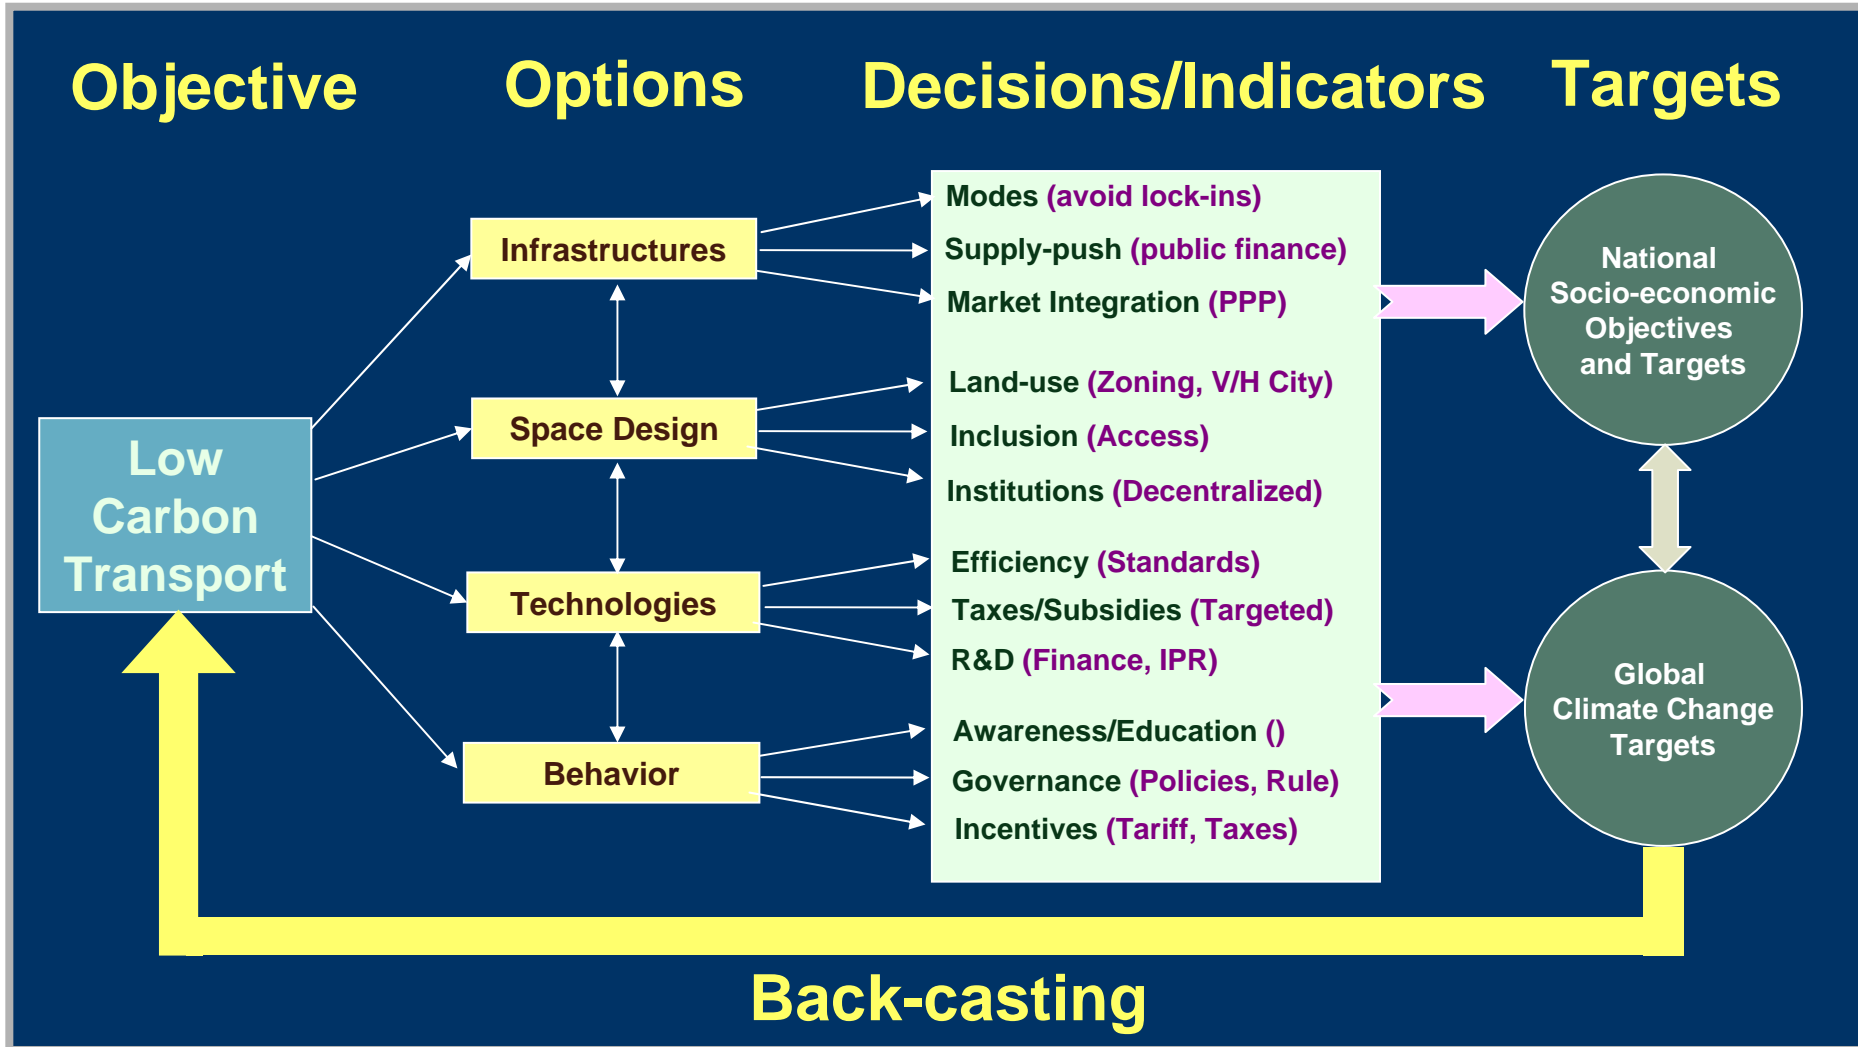 Objective
Options
Decisions/Indicators
Targets
Low
Carbon
Transport
Infrastructures
Space Design
Technologies
Behavior
Modes (avoid lock-ins)
Supply-push (public finance)
Market Integration (PPP)
Land-use (Zoning, V/H City)
Inclusion (Access)
Institutions (Decentralized)
Efficiency (Standards)
Taxes/Subsidies (Targeted)
R&D (Finance, IPR)
Awareness/Education ()
Governance (Policies, Rule)
Incentives (Tariff, Taxes)
National
Socio-economic
Objectives
and Targets
Global
Climate Change
Targets
Back-casting